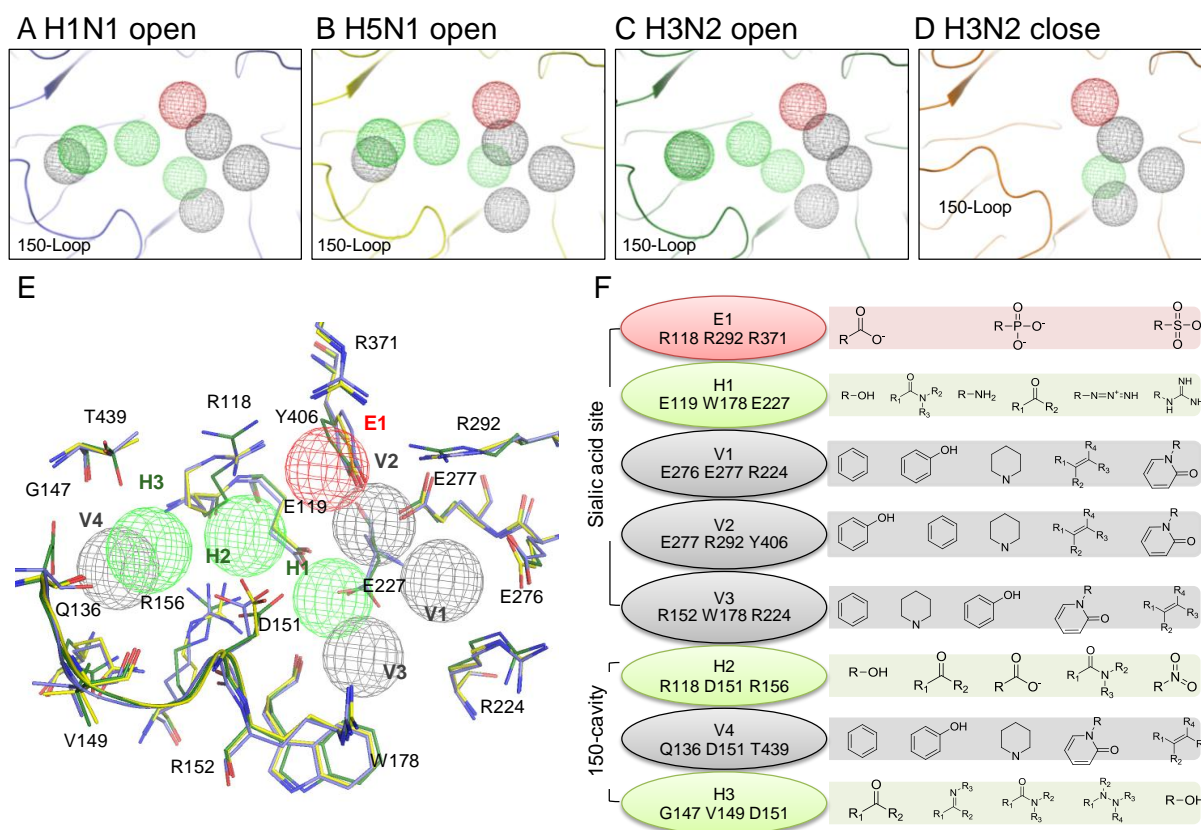 A H1N1 open
B H5N1 open
C H3N2 open
D H3N2 close
150-Loop
150-Loop
150-Loop
150-Loop
E
R371
T439
R118
Y406
E1
R292
V2
G147
H3
E277
E119
V4
H2
H1
E227
Q136
R156
V1
E276
D151
V3
R224
V149
R152
W178
F
Sialic acid site
150-cavity
E1
R118 R292 R371
H1
E119 W178 E227
V1
E276 E277 R224
V2
E277 R292 Y406
V3
R152 W178 R224
H2
R118 D151 R156
V4
Q136 D151 T439
H3
G147 V149 D151